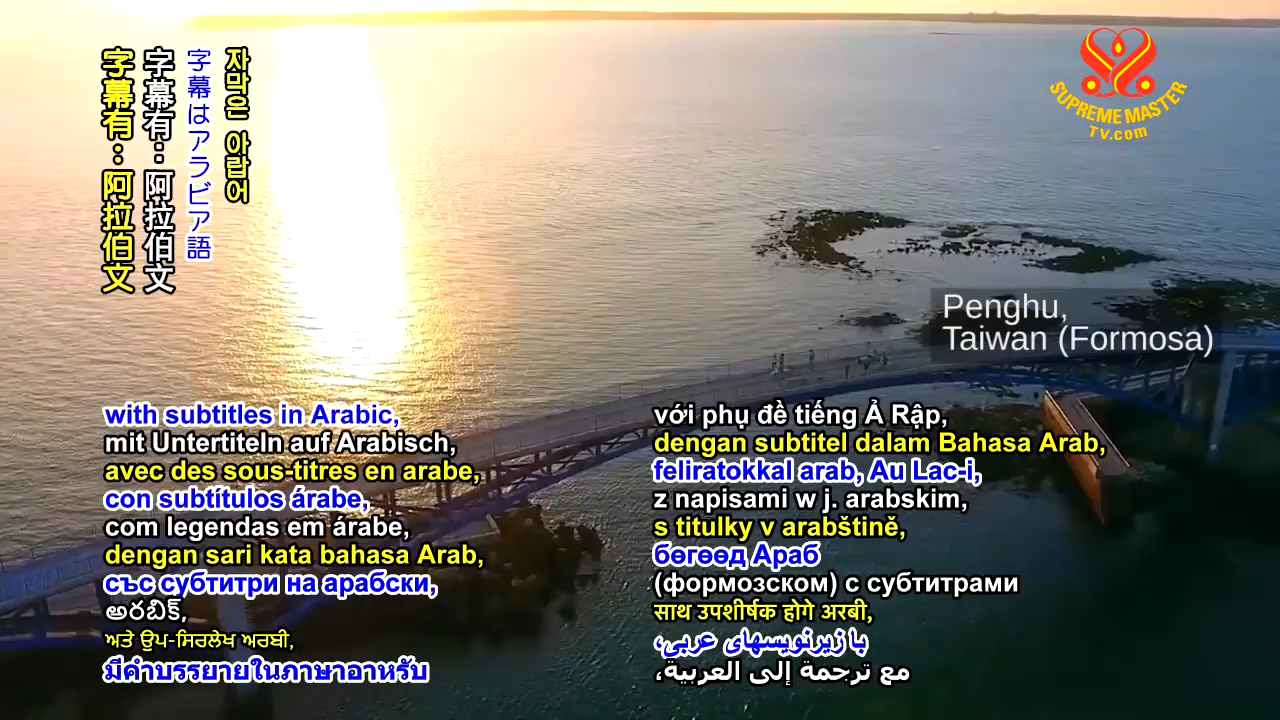 字幕有：阿拉伯文
字幕有：阿拉伯文
字幕はアラビア語
자막은 아랍어
SUPREME MASTER
TV.com
Penghu,
Taiwan (Formosa)
with subtitles in Arabic,
mit Untertiteln auf Arabisch,
avec des sous-titres en arabe,
con subtítulos árabe,
com legendas em árabe,
dengan sari kata bahasa Arab,
със субтитри на арабски,
అరబిక్,
ਅਤੇ ਉਪ-ਸਿਰਲੇਖ ਅਰਬੀ,
มีคำบรรยายในภาษาอาหรับ
với phụ đề tiếng Ả Rập,
dengan subtitel dalam Bahasa Arab,
feliratokkal arab, Au Lac-i,
z napisami w j. arabskim,
s titulky v arabštině,
бөгөөд Араб
(формозском) с субтитрами
साथ उपशीर्षक होगे अरबी,
با زیرنویسهای عربی،
مع ترجمة إلى العربية،